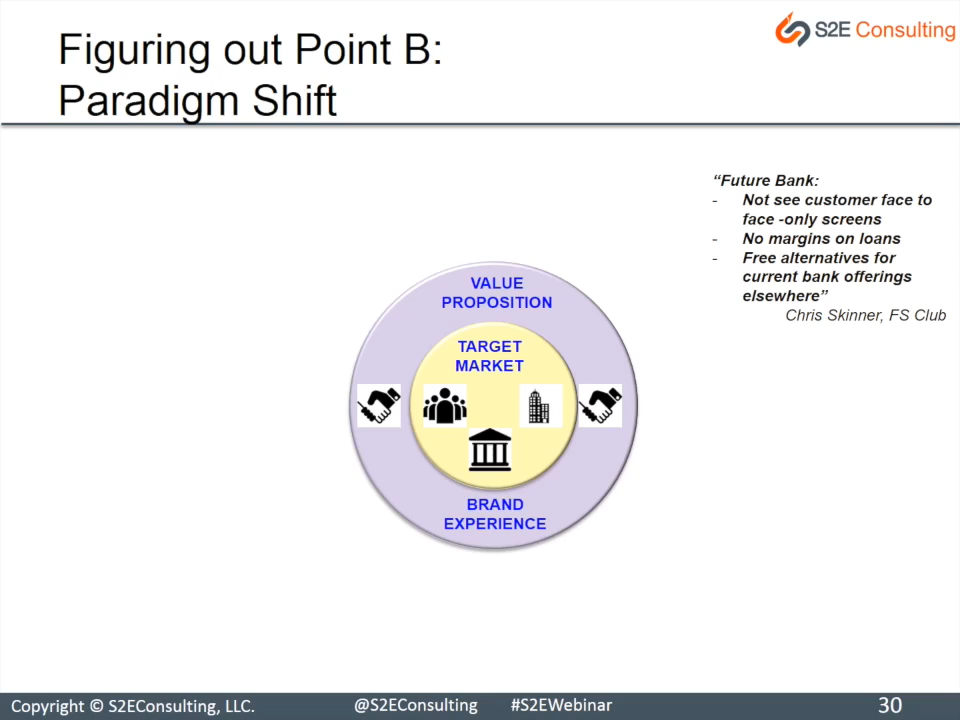 Figuring out Point B:
Paradigm Shift
S2E Consulting
“Future Bank:
- Not see customer face to
face -only screens
- No margins on loans
- Free alternatives for
current bank offerings
elsewhere”
Chris Skinner, FS Club
VALUE
PROPOSITION
TARGET
MARKET
BRAND
EXPERIENCE
Copyright © S2EConsulting, LLC.
@S2EConsulting
#S2EWebinar
30